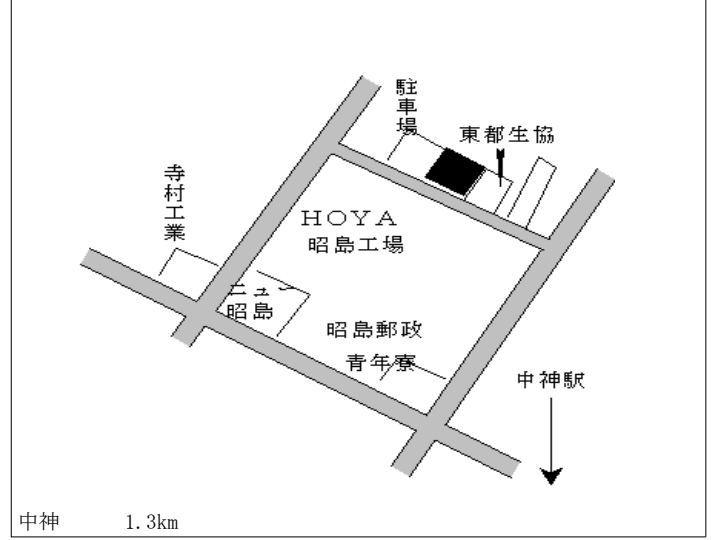 駐車場
東都生協
寺村工業
HOYA
昭島工場
ニュー
昭島
昭島郵政
青年寮
中神駅
中神 1.3km